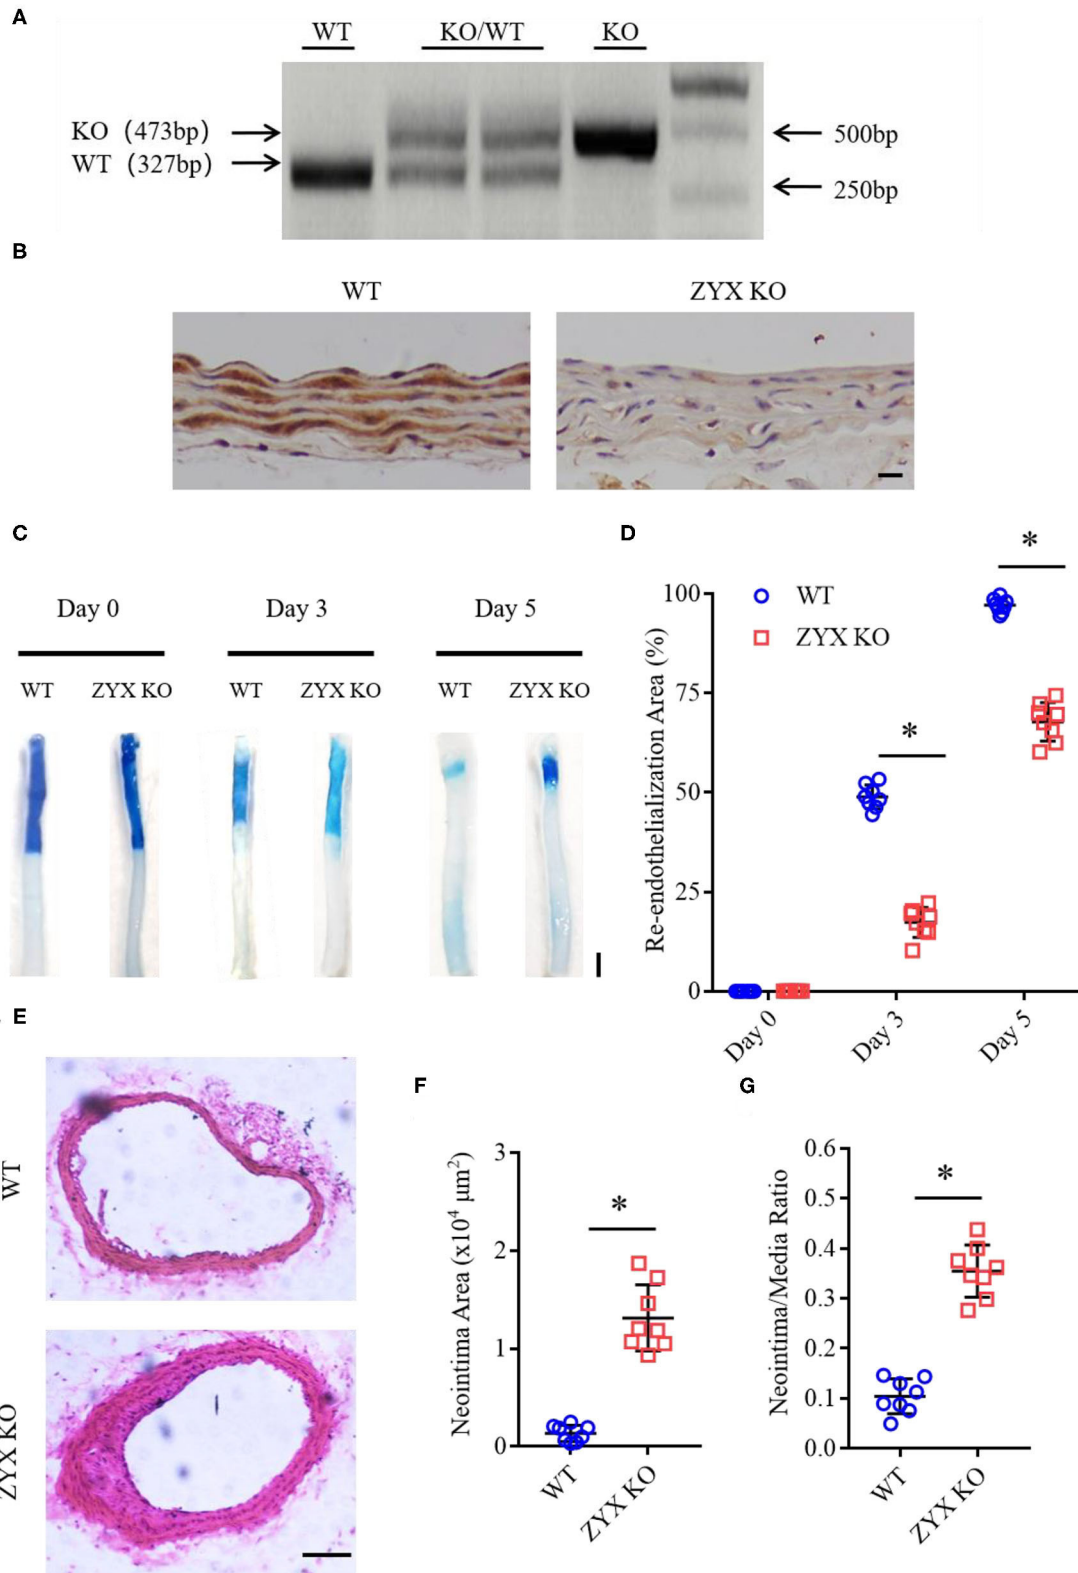 A
WT KO/WT KO
KO (473bp)
WT (327bp)
500bp
250bp
B
WT ZYX KO
C
Day 0 Day 3 Day 5
WT ZYX KO WT ZYX KO WT ZYX KO
D
*
*
WT
ZYX KO
Re-endothelialization Area (%)
100
75
50
25
0
Day 0 Day 3 Day 5
E
WT
ZYX KO
F
*
Neointima Area (x10⁴ µm²)
3
2
1
0
WT ZYX KO
G
*
Neointima/Media Ratio
0.6
0.5
0.4
0.3
0.2
0.1
0.0
WT ZYX KO